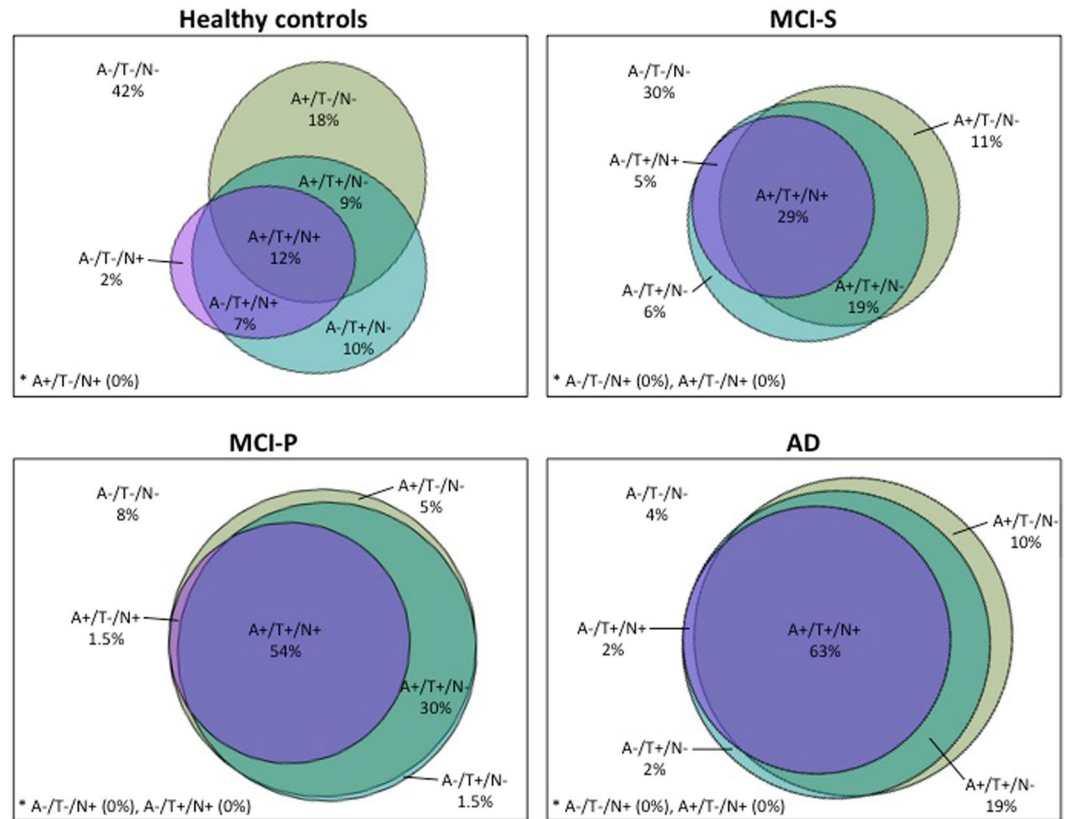 Healthy controls
A-/T-/N-
42%
A+/T-/N-
18%
A+/T+/N-
9%
A+/T+/N+
12%
A-/T-/N+
2%
A-/T+/N+
7%
A-/T+/N-
10%
* A+/T-/N+ (0%)
MCI-S
A-/T-/N-
30%
A+/T-/N-
11%
A-/T+/N+
5%
A+/T+/N+
29%
A-/T+/N-
6%
A+/T+/N-
19%
* A-/T-/N+ (0%), A+/T-/N+ (0%)
MCI-P
A-/T-/N-
8%
A+/T-/N-
5%
A+/T-/N+
1.5%
A+/T+/N+
54%
A+/T+/N-
30%
A-/T+/N-
1.5%
* A-/T-/N+ (0%), A-/T+/N+ (0%)
AD
A-/T-/N-
4%
A+/T-/N-
10%
A-/T+/N+
2%
A+/T+/N+
63%
A-/T+/N-
2%
A+/T+/N-
19%
* A-/T-/N+ (0%), A+/T-/N+ (0%)